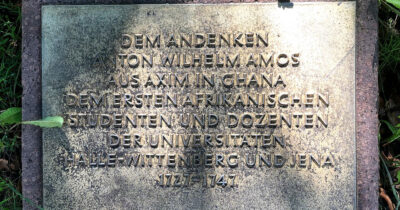 DEM ANDENKEN
ANTON WILHELM AMOS
AUS AXIM IN GHANA
DEM ERSTEN AFRIKANISCHEN
STUDENTEN UND DOZENTEN
DER UNIVERSITÄTEN
HALLE-WITTENBERG UND JENA
1727-1747